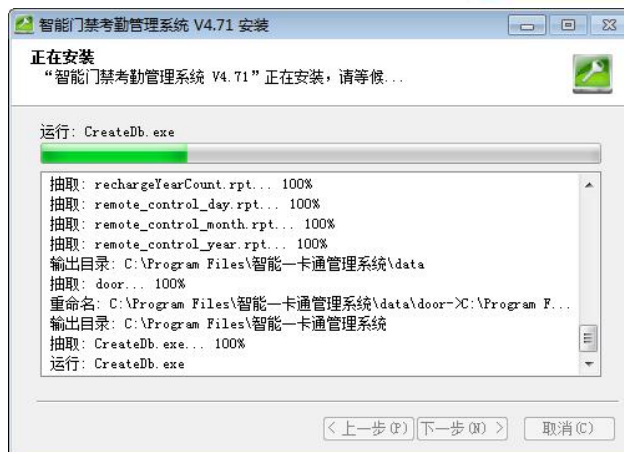 智能门禁考勤管理系统 V4.71 安装
正在安装
“智能门禁考勤管理系统 V4.71”正在安装，请等候...
运行: CreateDb.exe
抽取: rechargeYearCount.rpt... 100%
抽取: remote_control_day.rpt... 100%
抽取: remote_control_month.rpt... 100%
抽取: remote_control_year.rpt... 100%
输出目录: C:\Program Files\智能一卡通管理系统\data
抽取: door... 100%
重命名: C:\Program Files\智能一卡通管理系统\data\door->C:\Program F...
输出目录: C:\Program Files\智能一卡通管理系统
抽取: CreateDb.exe... 100%
运行: CreateDb.exe
< 上一步(P) 下一步(N) > 取消(C)